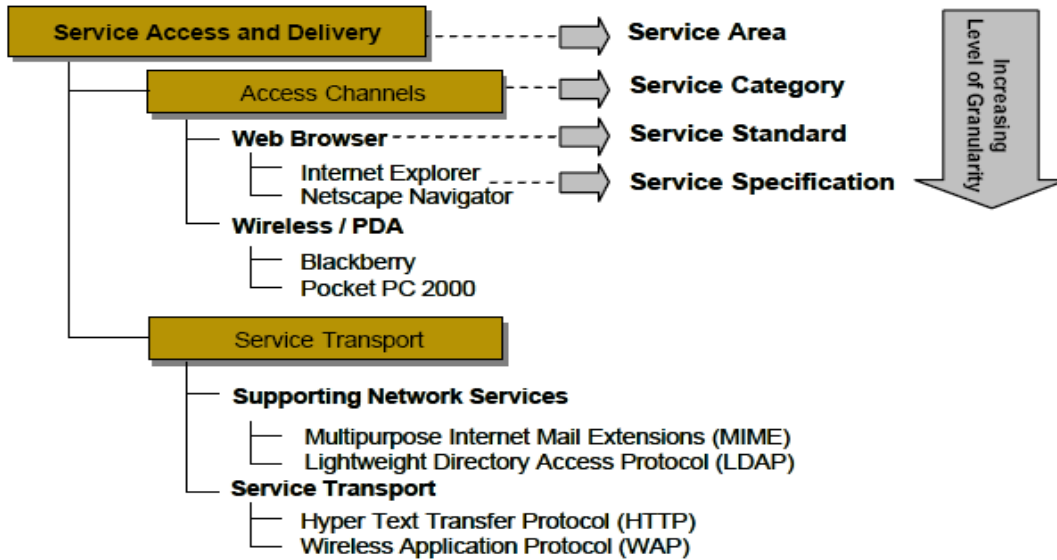 Service Access and Delivery
Service Area
Access Channels
Service Category
Web Browser
Service Standard
Internet Explorer
Netscape Navigator
Service Specification
Wireless / PDA
Blackberry
Pocket PC 2000
Service Transport
Supporting Network Services
Multipurpose Internet Mail Extensions (MIME)
Lightweight Directory Access Protocol (LDAP)
Service Transport
Hyper Text Transfer Protocol (HTTP)
Wireless Application Protocol (WAP)
Increasing
Level of Granularity